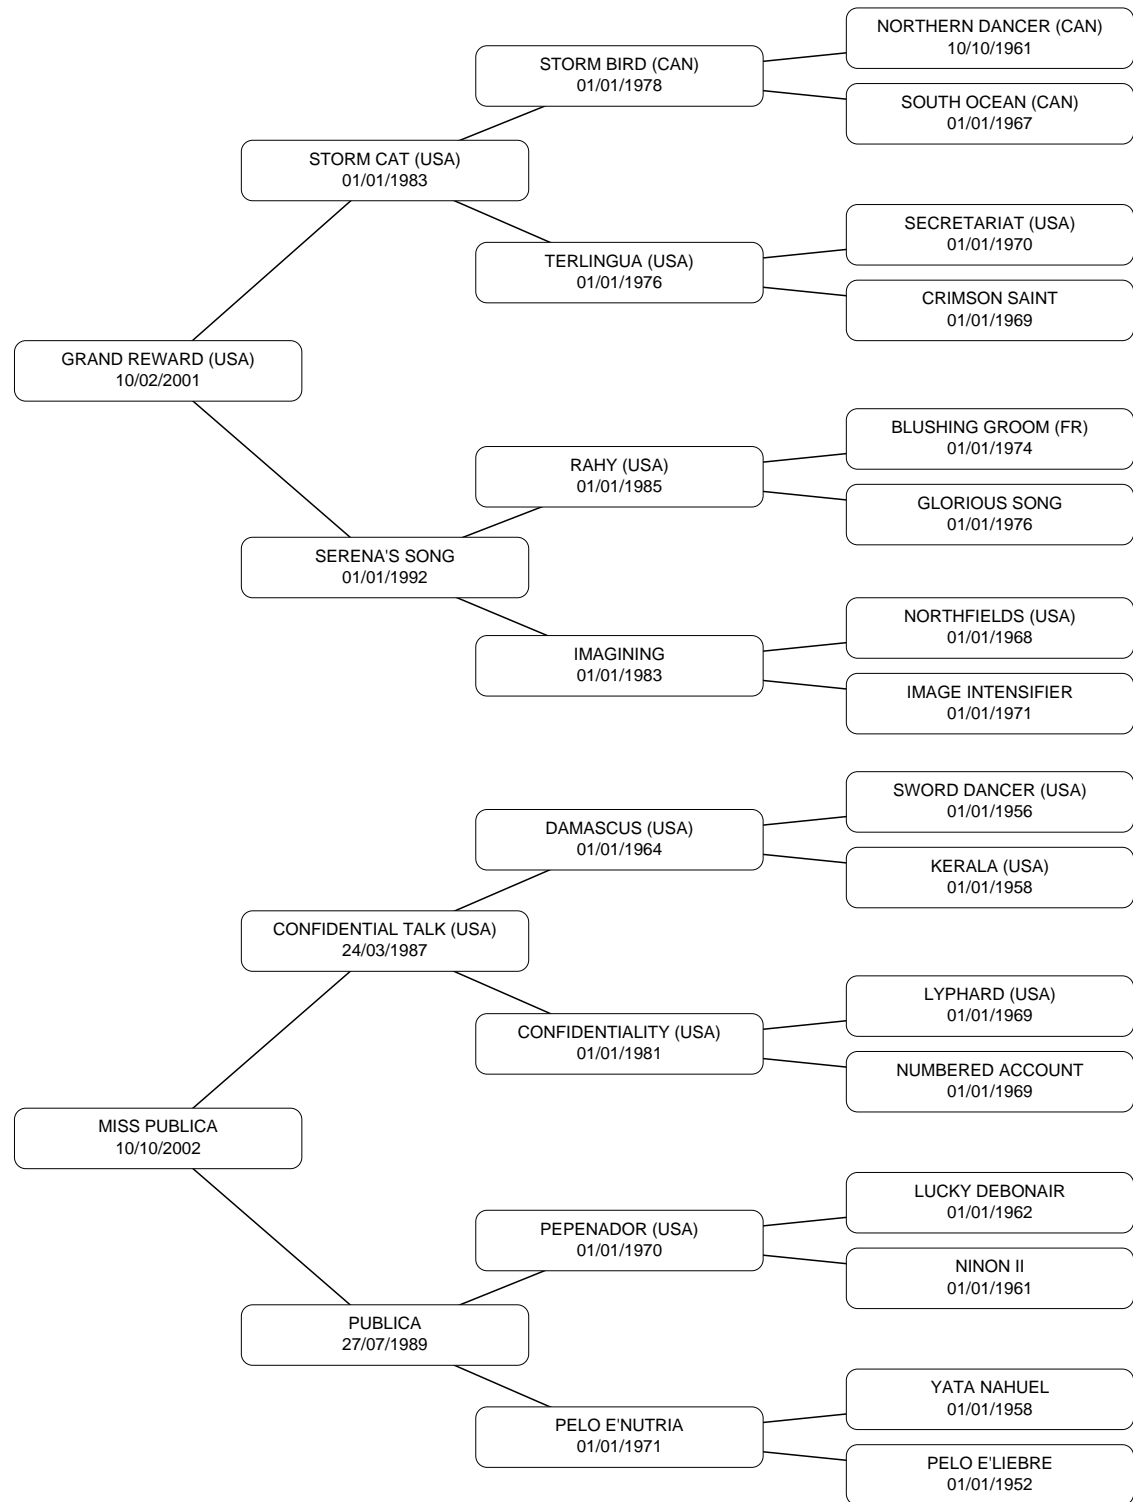 NORTHERN DANCER (CAN)
10/10/1961
STORM BIRD (CAN)
01/01/1978
SOUTH OCEAN (CAN)
01/01/1967
STORM CAT (USA)
01/01/1983
SECRETARIAT (USA)
01/01/1970
TERLINGUA (USA)
01/01/1976
CRIMSON SAINT
01/01/1969
GRAND REWARD (USA)
10/02/2001
BLUSHING GROOM (FR)
01/01/1974
RAHY (USA)
01/01/1985
GLORIOUS SONG
01/01/1976
SERENA'S SONG
01/01/1992
NORTHFIELDS (USA)
01/01/1968
IMAGINING
01/01/1983
IMAGE INTENSIFIER
01/01/1971
SWORD DANCER (USA)
01/01/1956
DAMASCUS (USA)
01/01/1964
KERALA (USA)
01/01/1958
CONFIDENTIAL TALK (USA)
24/03/1987
LYPHARD (USA)
01/01/1969
CONFIDENTIALITY (USA)
01/01/1981
NUMBERED ACCOUNT
01/01/1969
MISS PUBLICA
10/10/2002
LUCKY DEBONAIR
01/01/1962
PEPENADOR (USA)
01/01/1970
NINON II
01/01/1961
PUBLICA
27/07/1989
YATA NAHUEL
01/01/1958
PELO E'NUTRIA
01/01/1971
PELO E'LIEBRE
01/01/1952